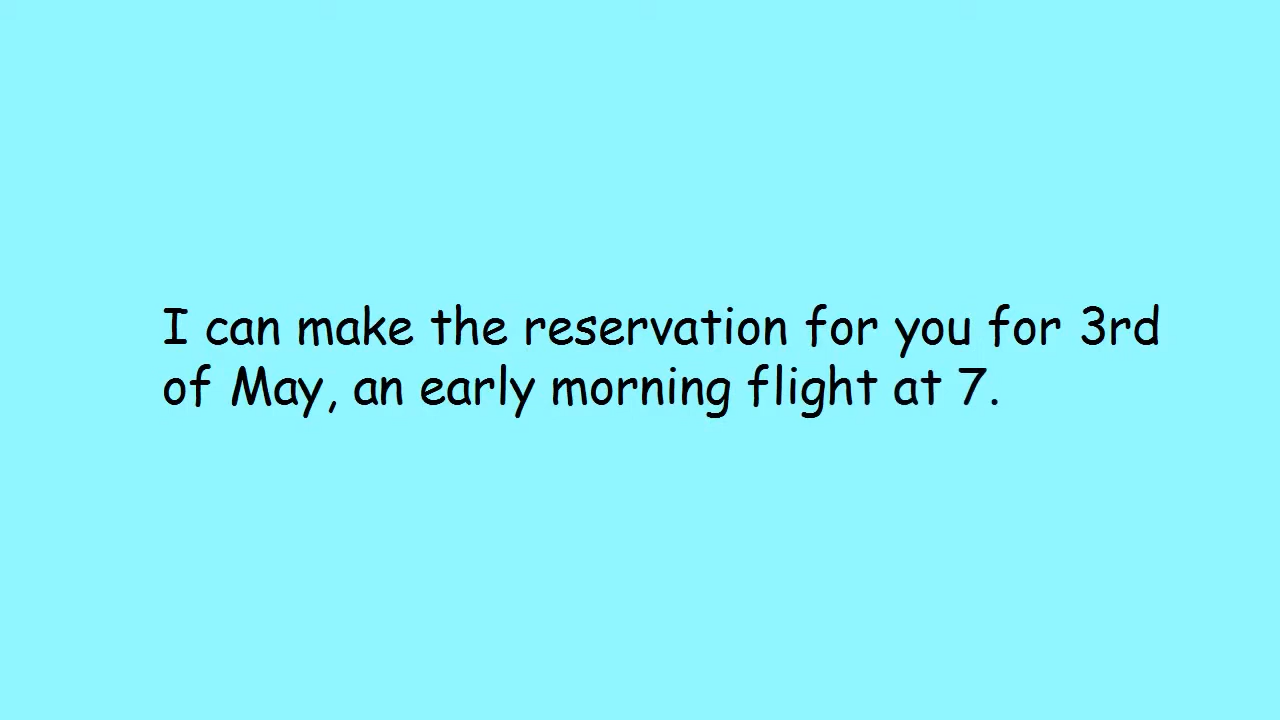 I can make the reservation for you for 3rd
of May, an early morning flight at 7.